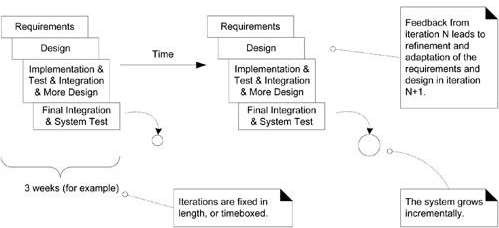 Requirements
Design
Implementation &
Test & Integration
& More Design
Final Integration
& System Test
Time
Requirements
Design
Implementation &
Test & Integration
& More Design
Final Integration
& System Test
Feedback from
iteration N leads to
refinement and
adaptation of the
requirements and
design in iteration
N+1.
3 weeks (for example)
Iterations are fixed in
length, or timeboxed.
The system grows
incrementally.